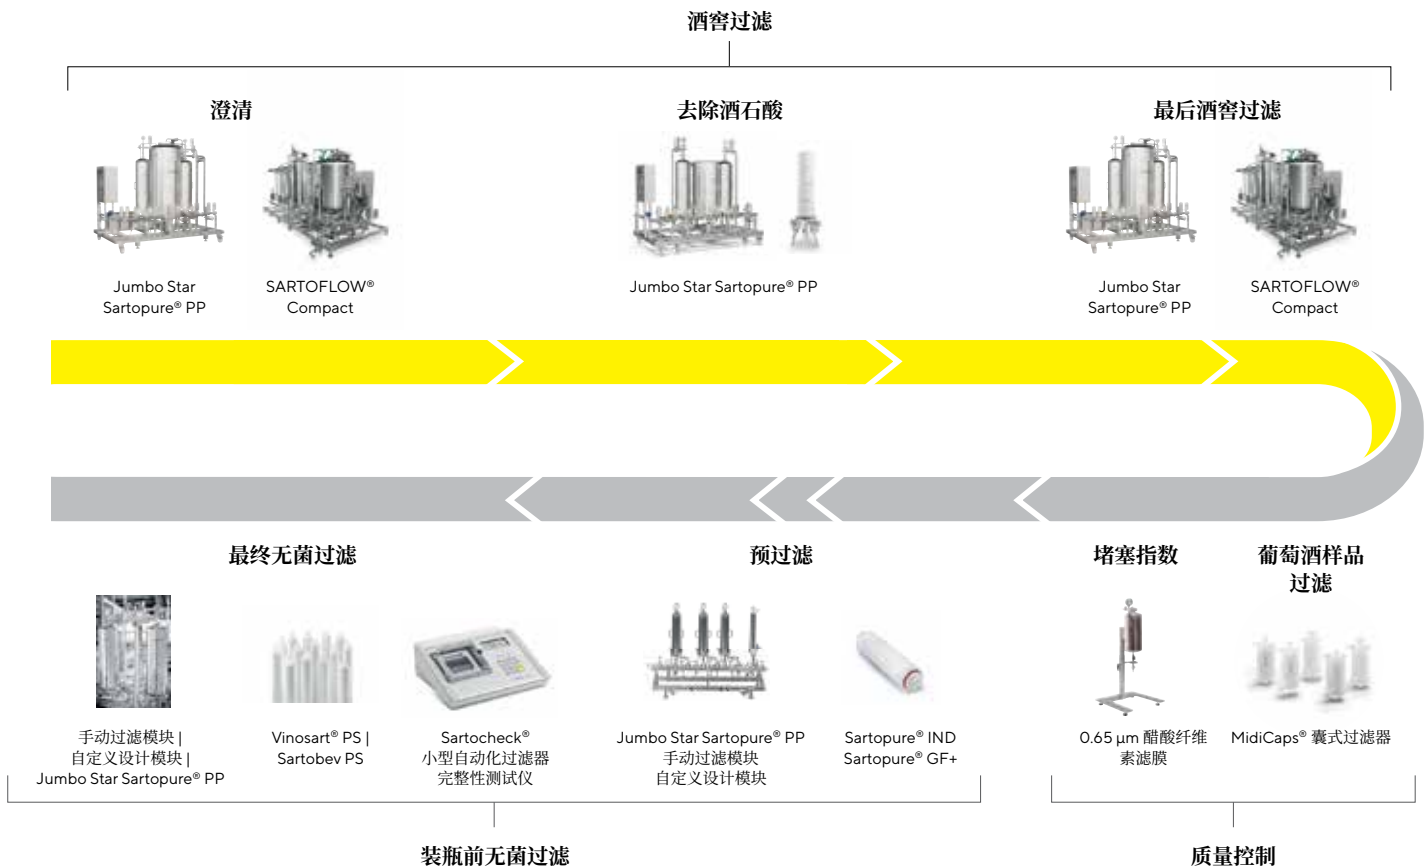 酒窖过滤
澄清
去除酒石酸
最后酒窖过滤
Jumbo Star
Sartopure® PP
SARTOFLOW®
Compact
Jumbo Star Sartopure® PP
Jumbo Star
Sartopure® PP
SARTOFLOW®
Compact
最终无菌过滤
预过滤
堵塞指数
葡萄酒样品
过滤
手动过滤模块 |
自定义设计模块 |
Jumbo Star Sartopure® PP
Vinosart® PS |
Sartobev PS
Sartocheck®
小型自动化过滤器
完整性测试仪
Jumbo Star Sartopure® PP
手动过滤模块
自定义设计模块
Sartopure® IND
Sartopure® GF+
0.65 µm 醋酸纤维
素滤膜
MidiCaps® 囊式过滤器
装瓶前无菌过滤
质量控制